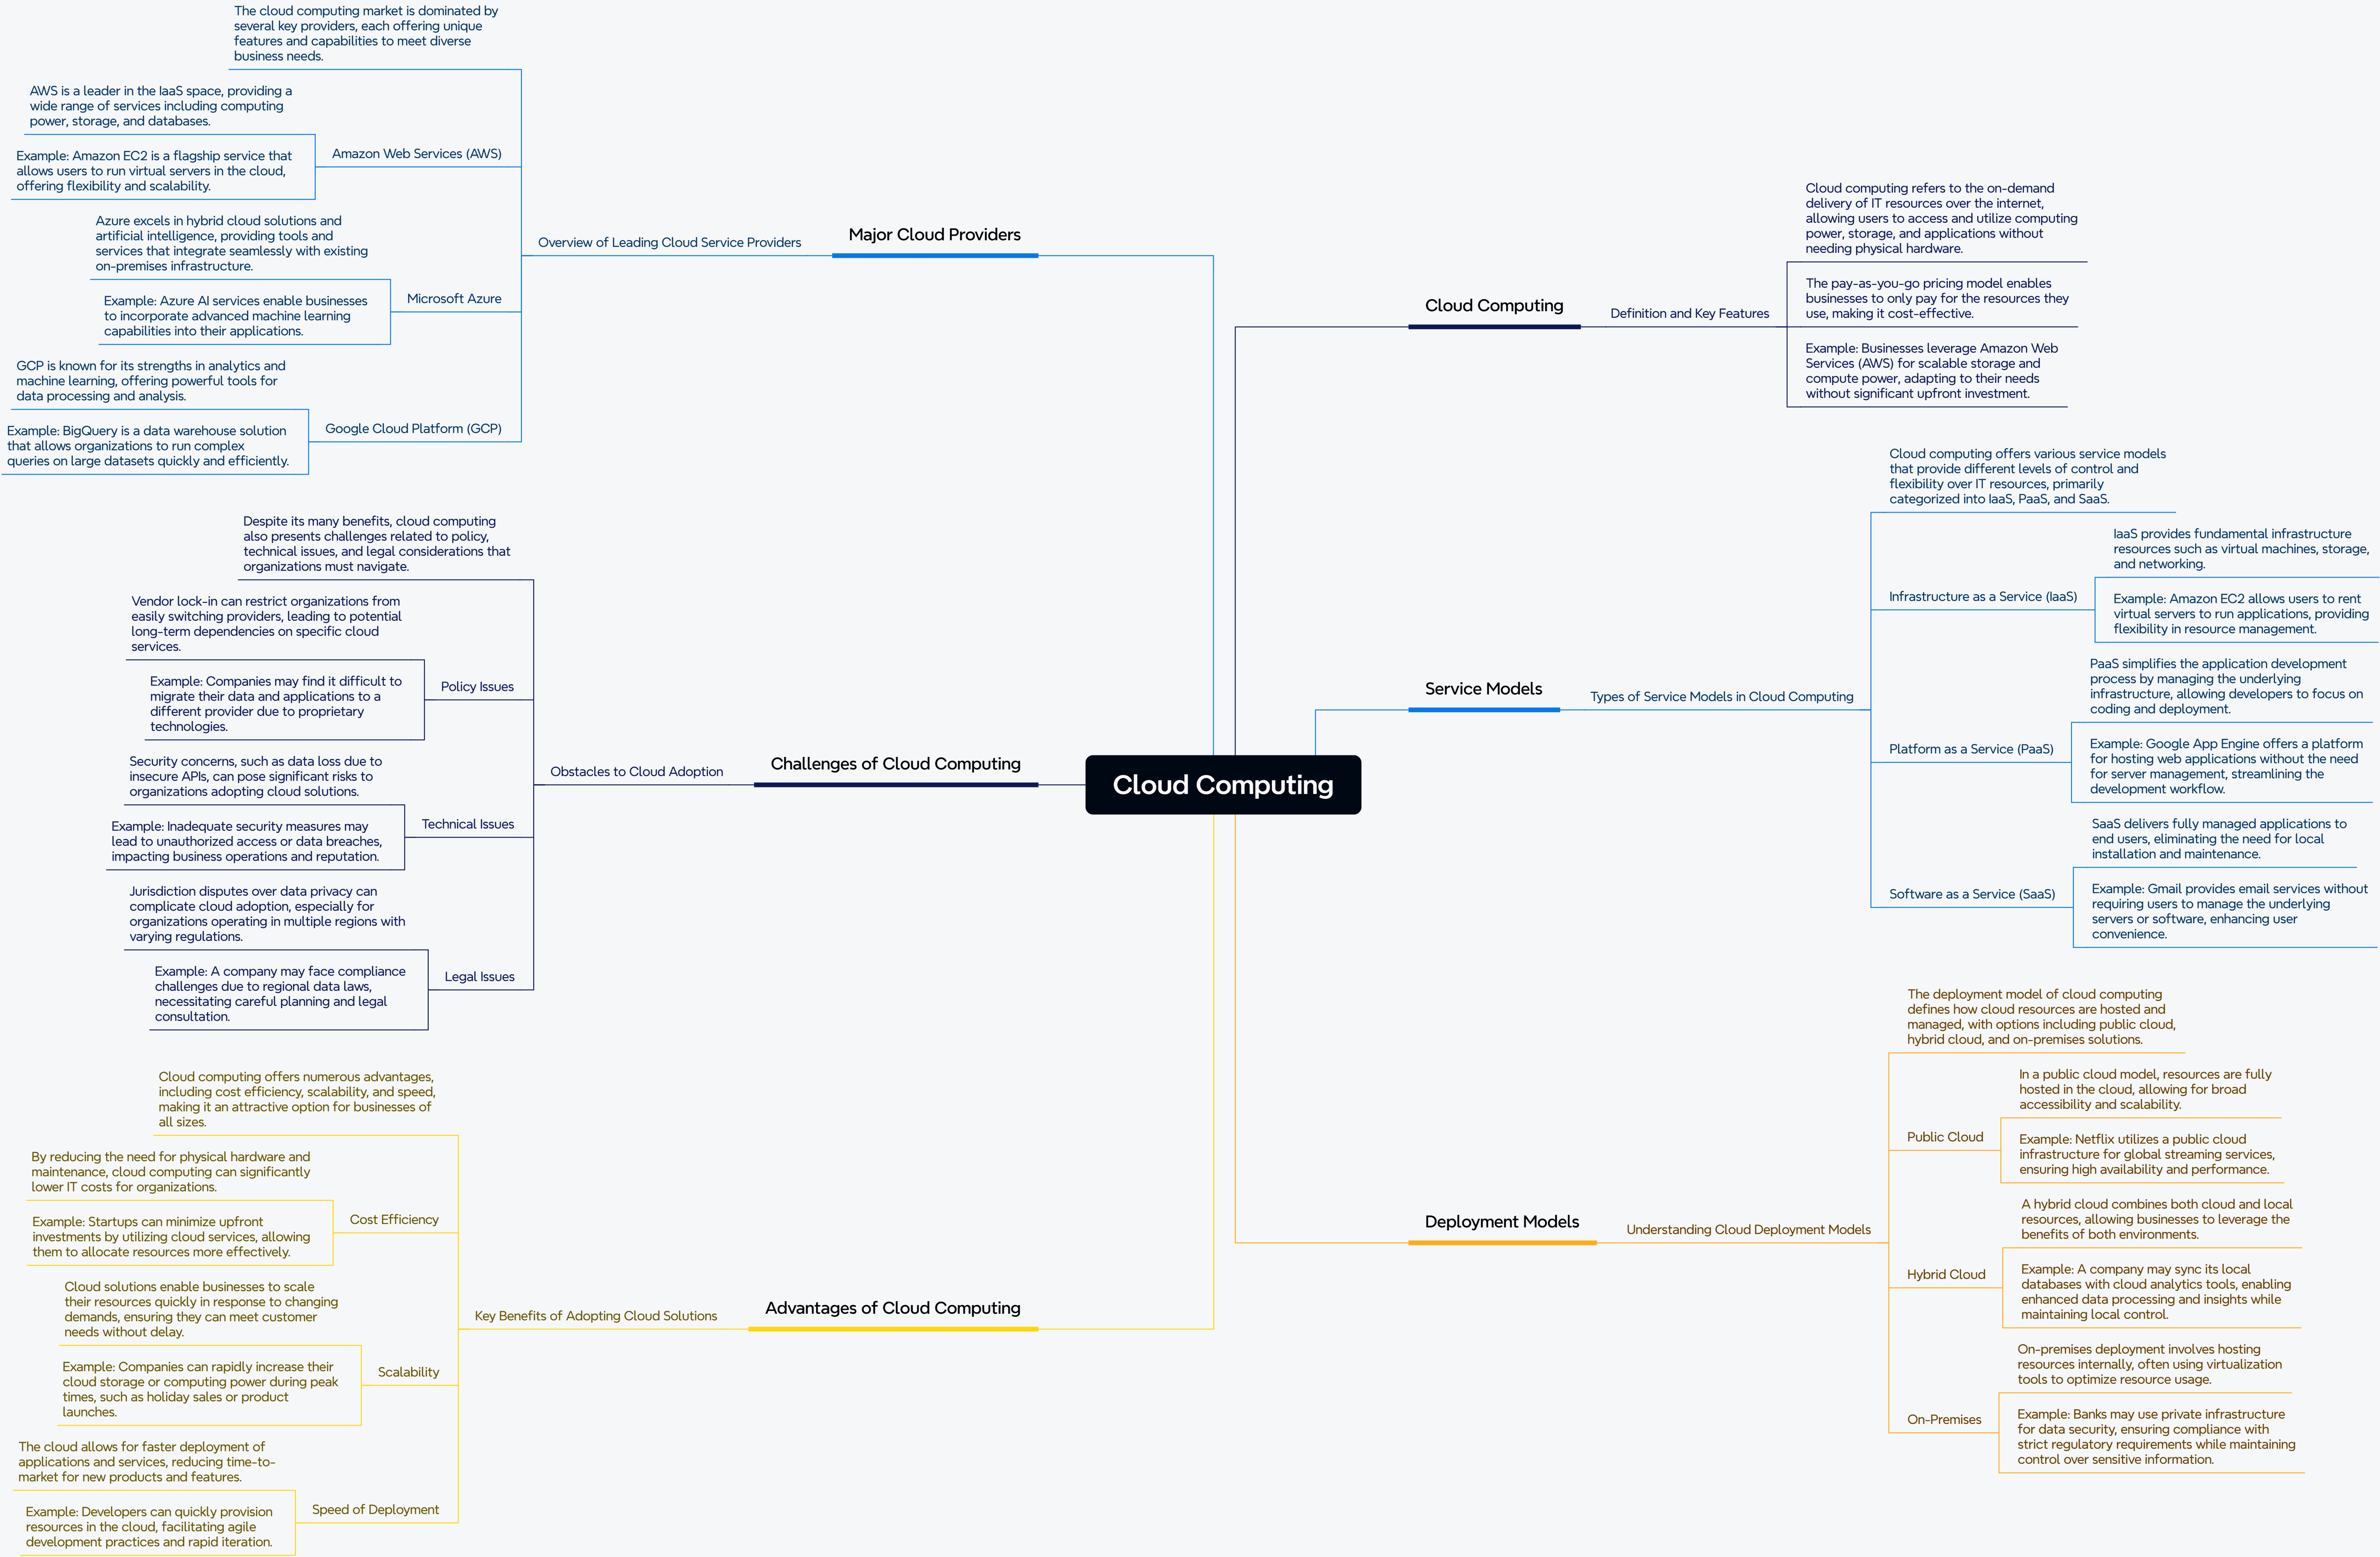 Cloud Computing
Cloud Computing
Definition and Key Features
Cloud computing refers to the on-demand
delivery of IT resources over the internet,
allowing users to access and utilize computing
power, storage, and applications without
needing physical hardware.
The pay-as-you-go pricing model enables
businesses to only pay for the resources they
use, making it cost-effective.
Example: Businesses leverage Amazon Web
Services (AWS) for scalable storage and
compute power, adapting to their needs
without significant upfront investment.
Service Models
Types of Service Models in Cloud Computing
Cloud computing offers various service models
that provide different levels of control and
flexibility over IT resources, primarily
categorized into IaaS, PaaS, and SaaS.
Infrastructure as a Service (IaaS)
IaaS provides fundamental infrastructure
resources such as virtual machines, storage,
and networking.
Example: Amazon EC2 allows users to rent
virtual servers to run applications, providing
flexibility in resource management.
Platform as a Service (PaaS)
PaaS simplifies the application development
process by managing the underlying
infrastructure, allowing developers to focus on
coding and deployment.
Example: Google App Engine offers a platform
for hosting web applications without the need
for server management, streamlining the
development workflow.
Software as a Service (SaaS)
SaaS delivers fully managed applications to
end users, eliminating the need for local
installation and maintenance.
Example: Gmail provides email services without
requiring users to manage the underlying
servers or software, enhancing user
convenience.
Deployment Models
Understanding Cloud Deployment Models
The deployment model of cloud computing
defines how cloud resources are hosted and
managed, with options including public cloud,
hybrid cloud, and on-premises solutions.
Public Cloud
In a public cloud model, resources are fully
hosted in the cloud, allowing for broad
accessibility and scalability.
Example: Netflix utilizes a public cloud
infrastructure for global streaming services,
ensuring high availability and performance.
Hybrid Cloud
A hybrid cloud combines both cloud and local
resources, allowing businesses to leverage the
benefits of both environments.
Example: A company may sync its local
databases with cloud analytics tools, enabling
enhanced data processing and insights while
maintaining local control.
On-Premises
On-premises deployment involves hosting
resources internally, often using virtualization
tools to optimize resource usage.
Example: Banks may use private infrastructure
for data security, ensuring compliance with
strict regulatory requirements while maintaining
control over sensitive information.
Major Cloud Providers
Overview of Leading Cloud Service Providers
The cloud computing market is dominated by
several key providers, each offering unique
features and capabilities to meet diverse
business needs.
Amazon Web Services (AWS)
AWS is a leader in the IaaS space, providing a
wide range of services including computing
power, storage, and databases.
Example: Amazon EC2 is a flagship service that
allows users to run virtual servers in the cloud,
offering flexibility and scalability.
Microsoft Azure
Azure excels in hybrid cloud solutions and
artificial intelligence, providing tools and
services that integrate seamlessly with existing
on-premises infrastructure.
Example: Azure AI services enable businesses
to incorporate advanced machine learning
capabilities into their applications.
Google Cloud Platform (GCP)
GCP is known for its strengths in analytics and
machine learning, offering powerful tools for
data processing and analysis.
Example: BigQuery is a data warehouse solution
that allows organizations to run complex
queries on large datasets quickly and efficiently.
Challenges of Cloud Computing
Obstacles to Cloud Adoption
Despite its many benefits, cloud computing
also presents challenges related to policy,
technical issues, and legal considerations that
organizations must navigate.
Policy Issues
Vendor lock-in can restrict organizations from
easily switching providers, leading to potential
long-term dependencies on specific cloud
services.
Example: Companies may find it difficult to
migrate their data and applications to a
different provider due to proprietary
technologies.
Technical Issues
Security concerns, such as data loss due to
insecure APIs, can pose significant risks to
organizations adopting cloud solutions.
Example: Inadequate security measures may
lead to unauthorized access or data breaches,
impacting business operations and reputation.
Legal Issues
Jurisdiction disputes over data privacy can
complicate cloud adoption, especially for
organizations operating in multiple regions with
varying regulations.
Example: A company may face compliance
challenges due to regional data laws,
necessitating careful planning and legal
consultation.
Advantages of Cloud Computing
Key Benefits of Adopting Cloud Solutions
Cloud computing offers numerous advantages,
including cost efficiency, scalability, and speed,
making it an attractive option for businesses of
all sizes.
Cost Efficiency
By reducing the need for physical hardware and
maintenance, cloud computing can significantly
lower IT costs for organizations.
Example: Startups can minimize upfront
investments by utilizing cloud services, allowing
them to allocate resources more effectively.
Scalability
Cloud solutions enable businesses to scale
their resources quickly in response to changing
demands, ensuring they can meet customer
needs without delay.
Example: Companies can rapidly increase their
cloud storage or computing power during peak
times, such as holiday sales or product
launches.
Speed of Deployment
The cloud allows for faster deployment of
applications and services, reducing time-to-
market for new products and features.
Example: Developers can quickly provision
resources in the cloud, facilitating agile
development practices and rapid iteration.